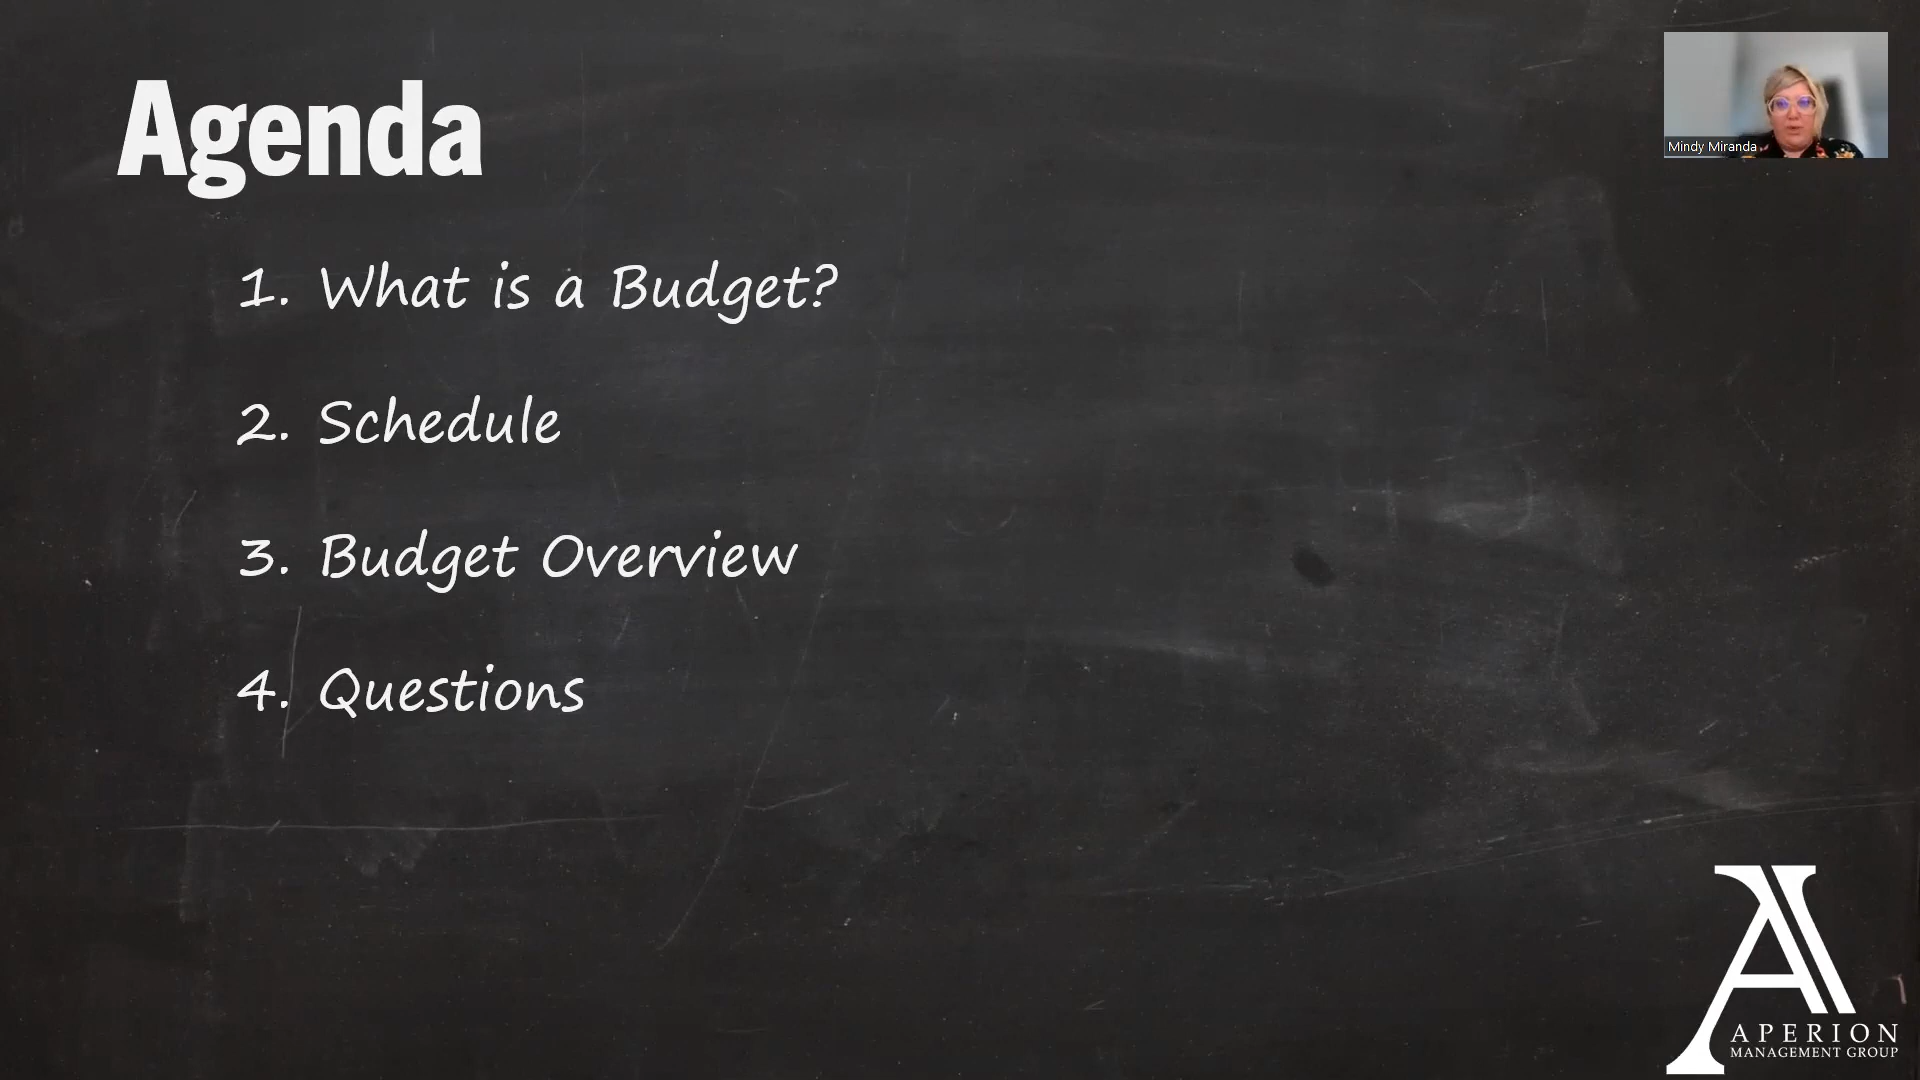 Agenda
Mindy Miranda
1. What is a Budget?
2. Schedule
3. Budget Overview
4. Questions
APERION
MANAGEMENT GROUP